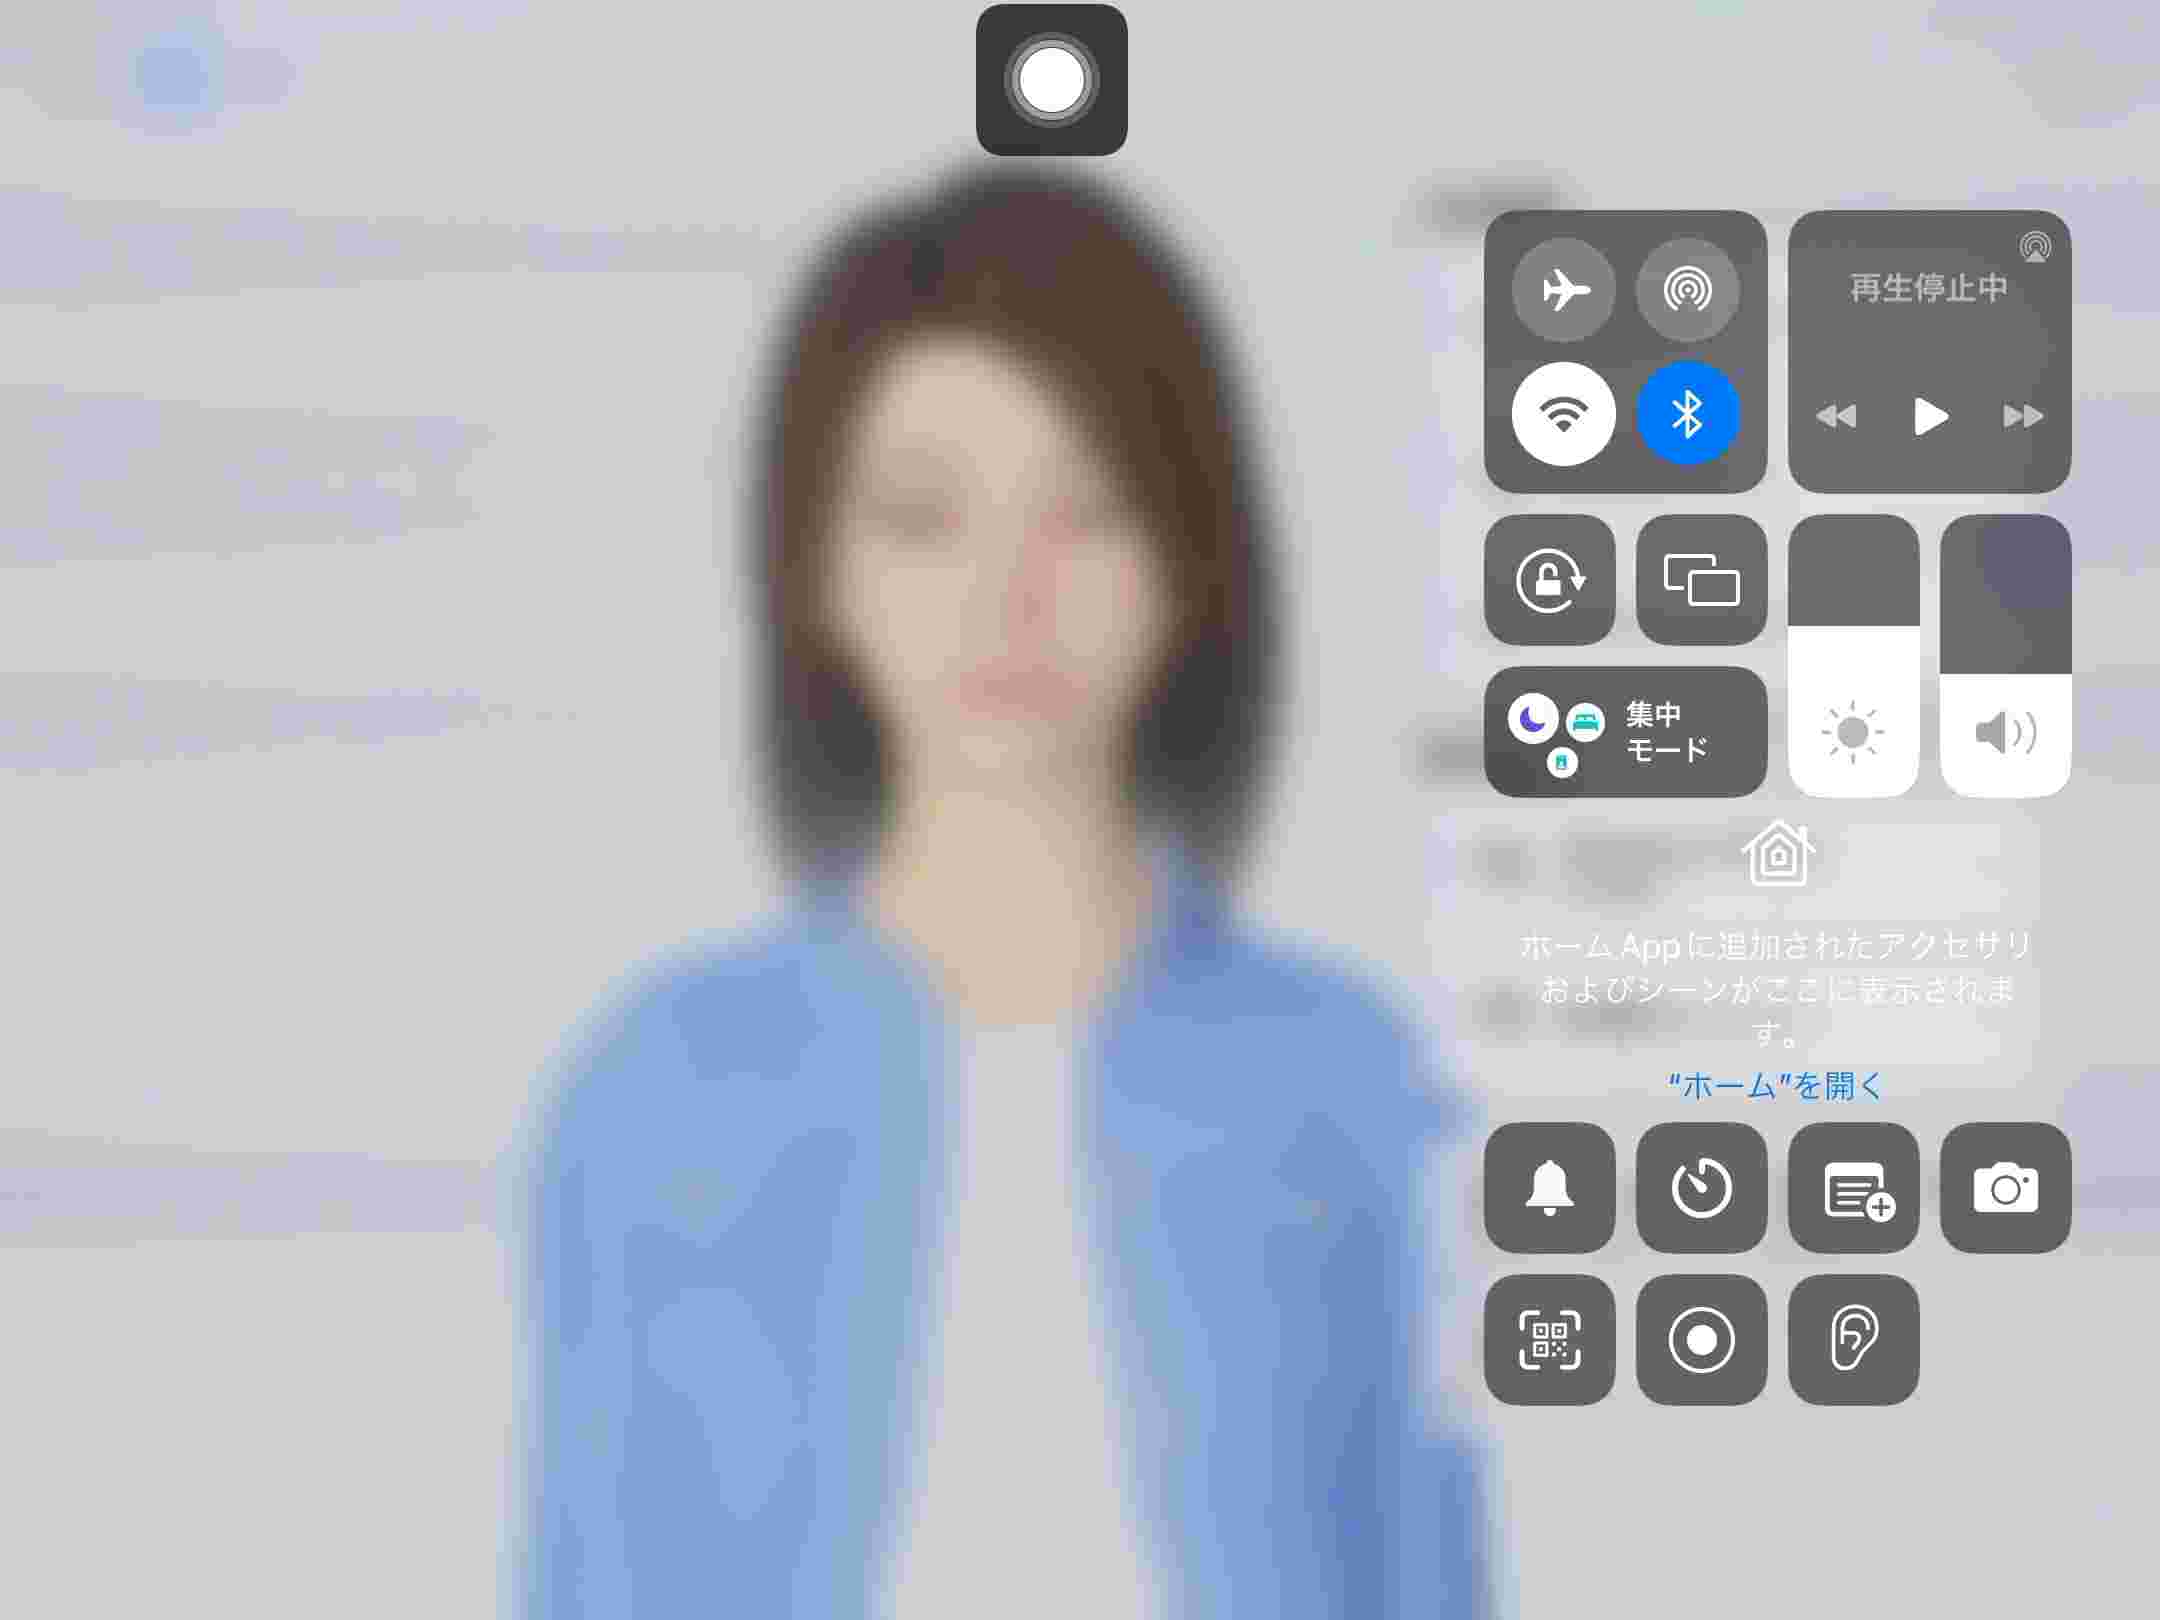 再生停止中
集中
モード
ホーム Appに追加されたアクセサリ
およびシーンがここに表示されま
す。
“ホーム”を開く